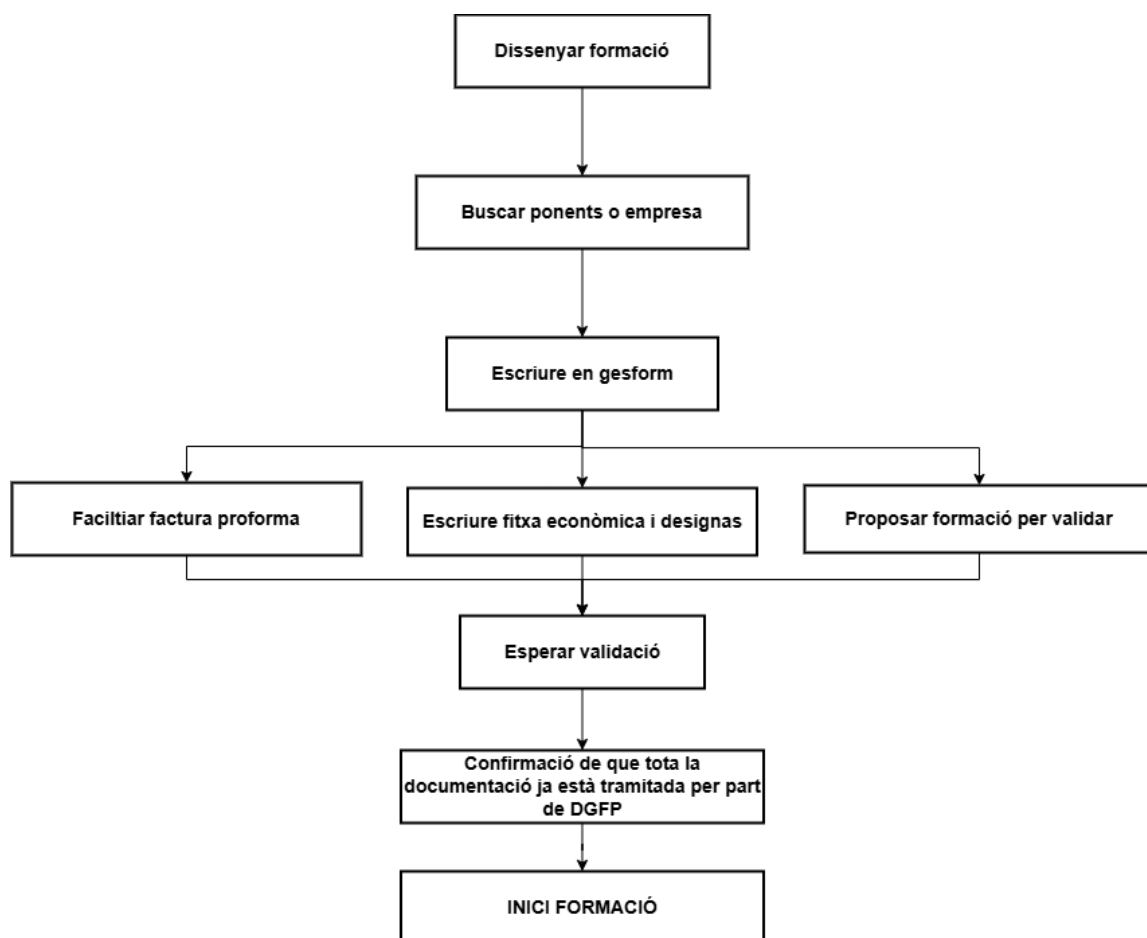 Dissenyar formació
Buscar ponents o empresa
Escriure en gesform
Faciltiar factura proforma
Escriure fitxa econòmica i designas
Proposar formació per validar
Esperar validació
Confirmació de que tota la
documentació ja està tramitada per part
de DGFP
INICI FORMACIÓ